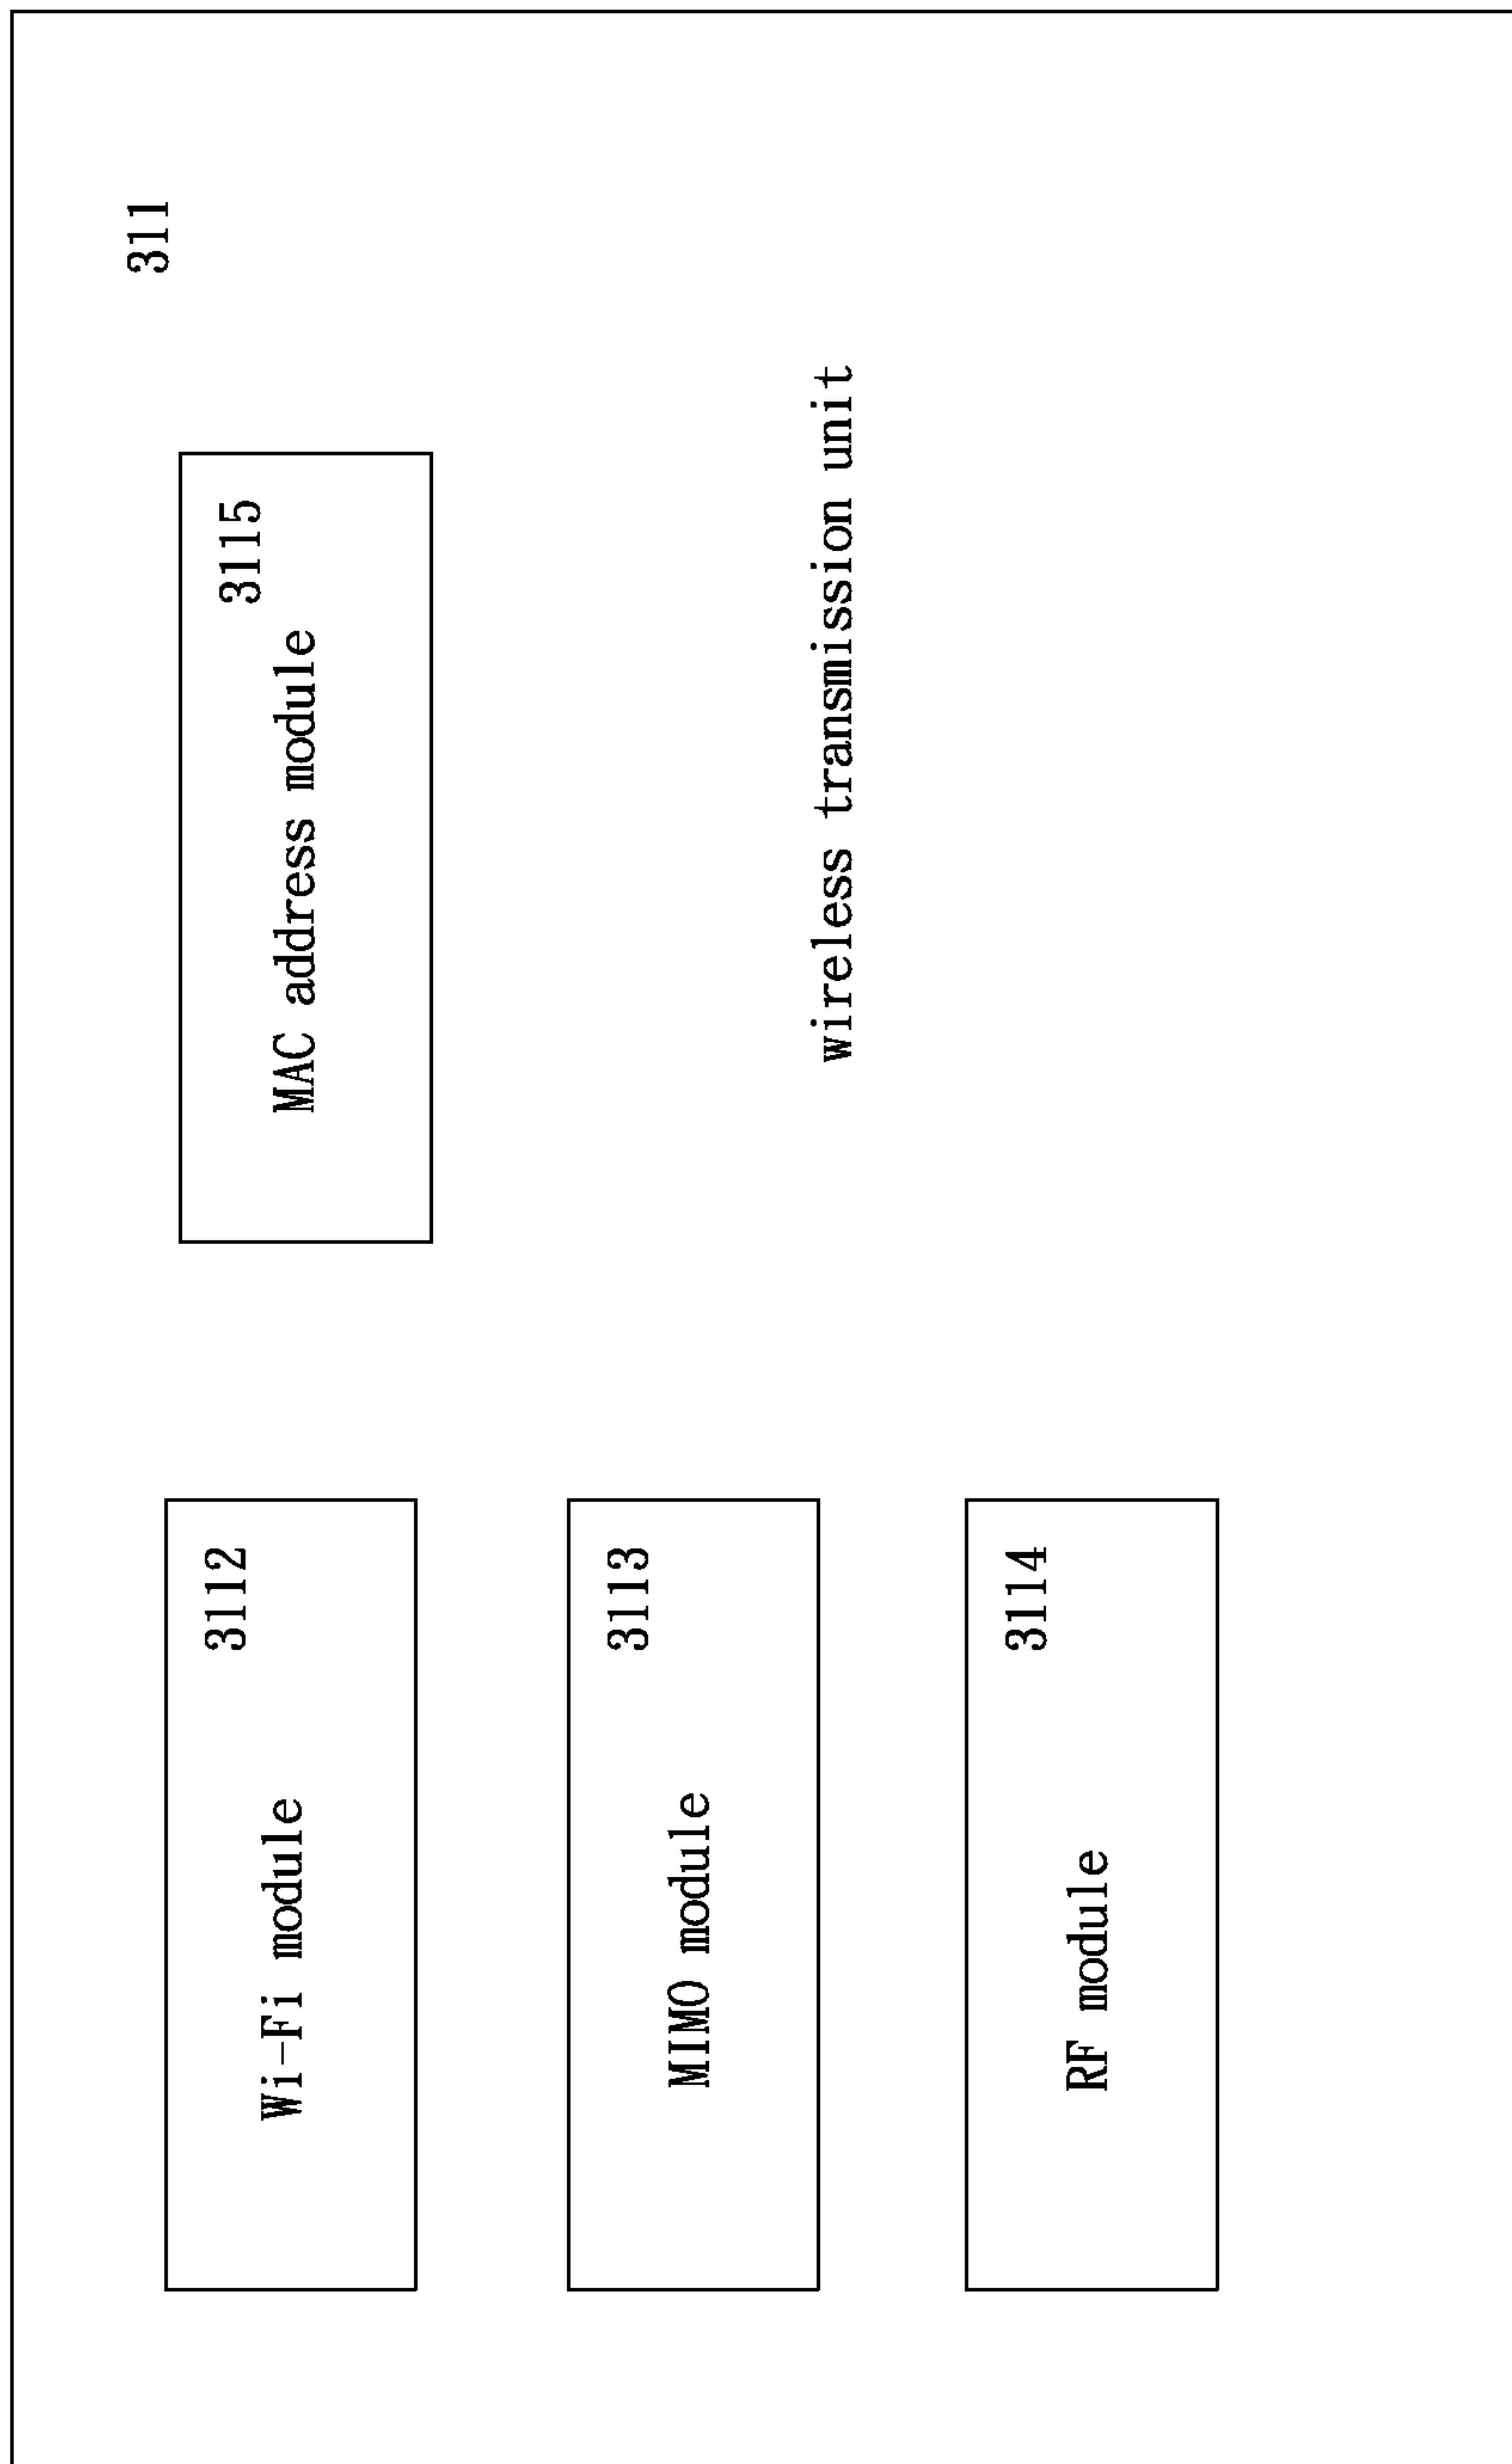 311
3112
Wi-Fi module
3115
MAC address module
3113
MIMO module
wireless transmission unit
3114
RF module